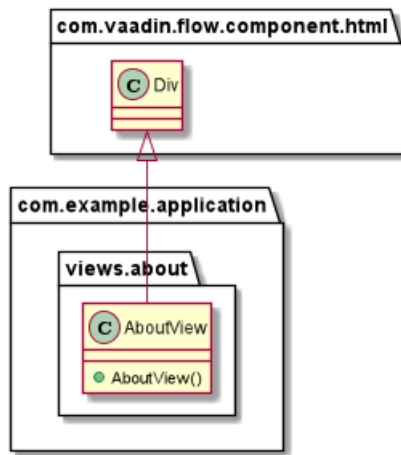 com.vaadin.flow.component.html
C Div
com.example.application
views.about
C AboutView
AboutView()